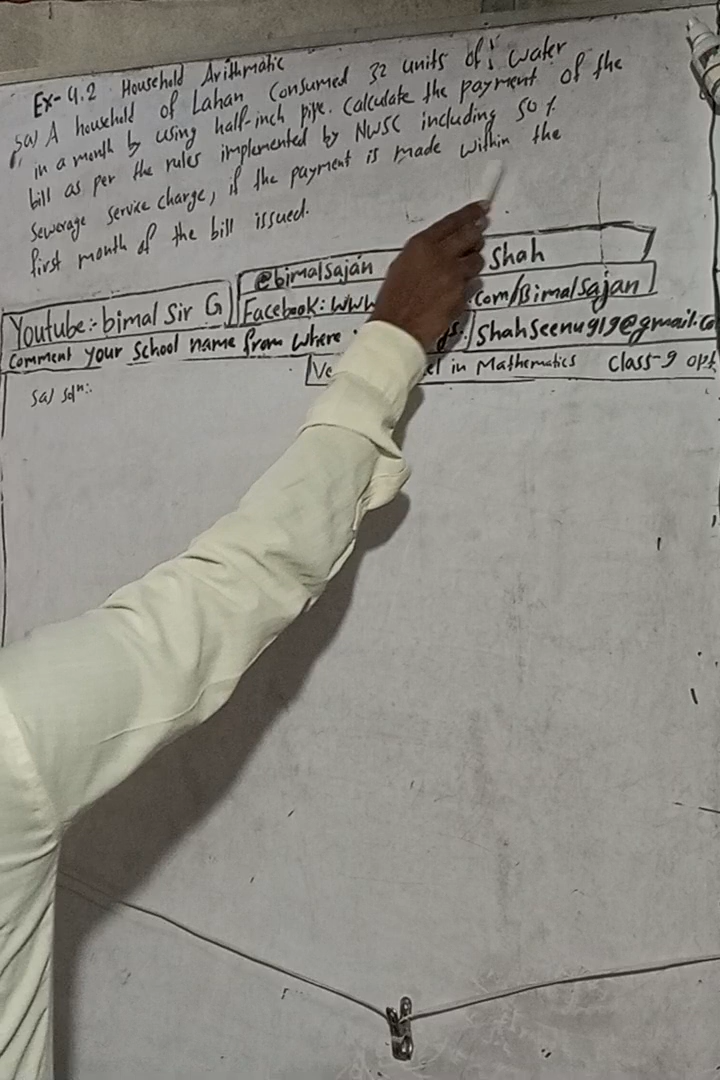 Ex- 4.2 Household Arithmatic
5a) A household of Lahan Consumed 32 units of water
in a month by using half-inch pipe. Calculate the payment of the
bill as per the rules implemented by NWSC including 50%
Sewerage service charge, if the payment is made within the
first month of the bill issued.
@bimalsajan Shah
Youtube:- bimal Sir G Facebook: www .com/Bimalsajan
Comment your School name from where Shahseenu919@gmail.co
in Mathematics Class-9 opt
5a) Solⁿ: